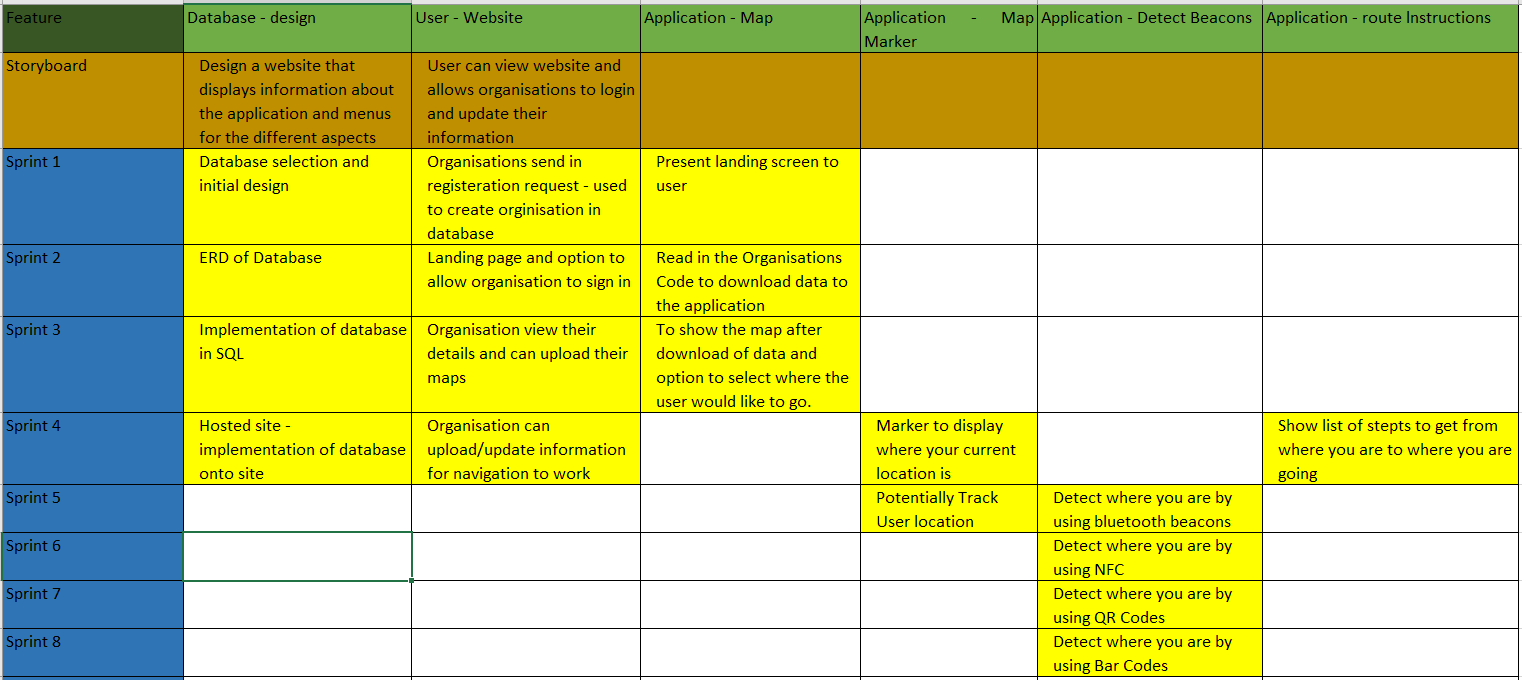 Feature
Database - design
User - Website
Application - Map
Application - Map
Marker
Application - Detect Beacons
Application - route Instructions
Storyboard
Design a website that
displays information about
the application and menus
for the different aspects
User can view website and
allows organisations to login
and update their
information
Sprint 1
Database selection and
initial design
Organisations send in
registeration request - used
to create orginisation in
database
Present landing screen to
user
Sprint 2
ERD of Database
Landing page and option to
allow organisation to sign in
Read in the Organisations
Code to download data to
the application
Sprint 3
Implementation of database
in SQL
Organisation view their
details and can upload their
maps
To show the map after
download of data and
option to select where the
user would like to go.
Sprint 4
Hosted site -
implementation of database
onto site
Organisation can
upload/update information
for navigation to work
Marker to display
where your current
location is
Show list of stepts to get from
where you are to where you are
going
Sprint 5
Potentially Track
User location
Detect where you are by
using bluetooth beacons
Sprint 6
Detect where you are by
using NFC
Sprint 7
Detect where you are by
using QR Codes
Sprint 8
Detect where you are by
using Bar Codes